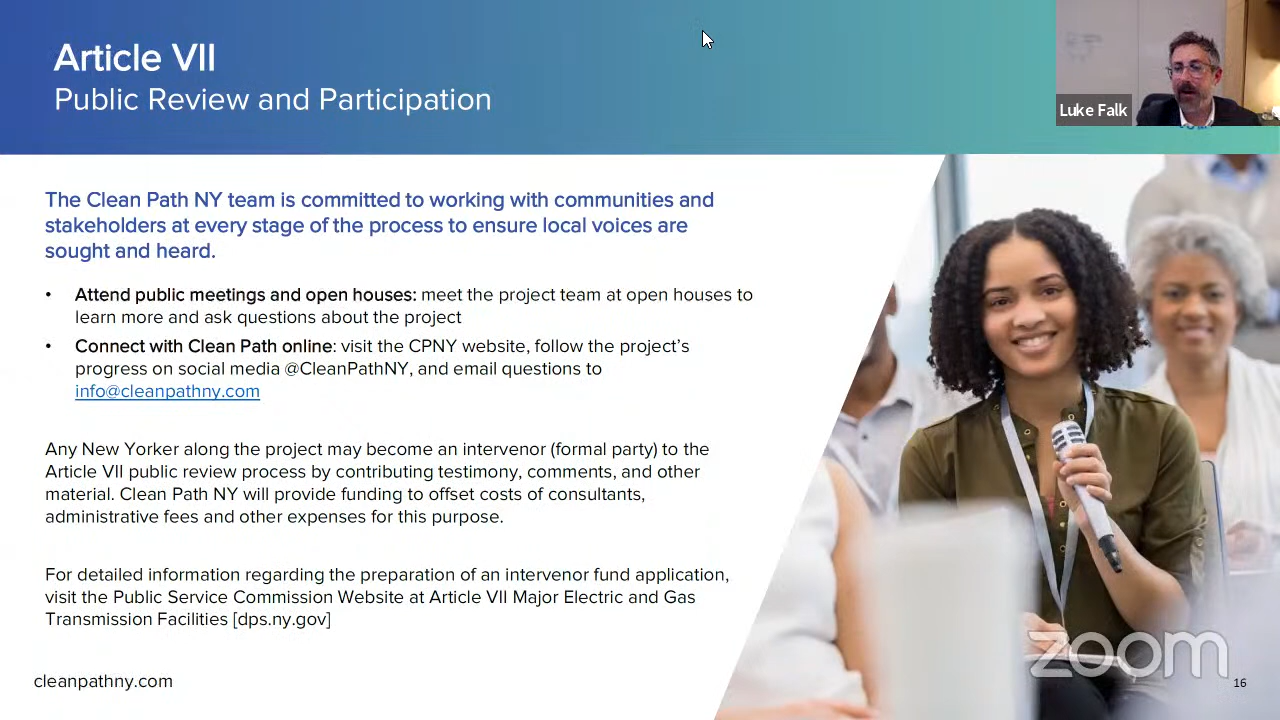 Article VII
Public Review and Participation
Luke Falk
The Clean Path NY team is committed to working with communities and
stakeholders at every stage of the process to ensure local voices are
sought and heard.
• Attend public meetings and open houses: meet the project team at open houses to
learn more and ask questions about the project
• Connect with Clean Path online: visit the CPNY website, follow the project’s
progress on social media @CleanPathNY, and email questions to
info@cleanpathny.com
Any New Yorker along the project may become an intervenor (formal party) to the
Article VII public review process by contributing testimony, comments, and other
material. Clean Path NY will provide funding to offset costs of consultants,
administrative fees and other expenses for this purpose.
For detailed information regarding the preparation of an intervenor fund application,
visit the Public Service Commission Website at Article VII Major Electric and Gas
Transmission Facilities [dps.ny.gov]
zoom
cleanpathny.com
16